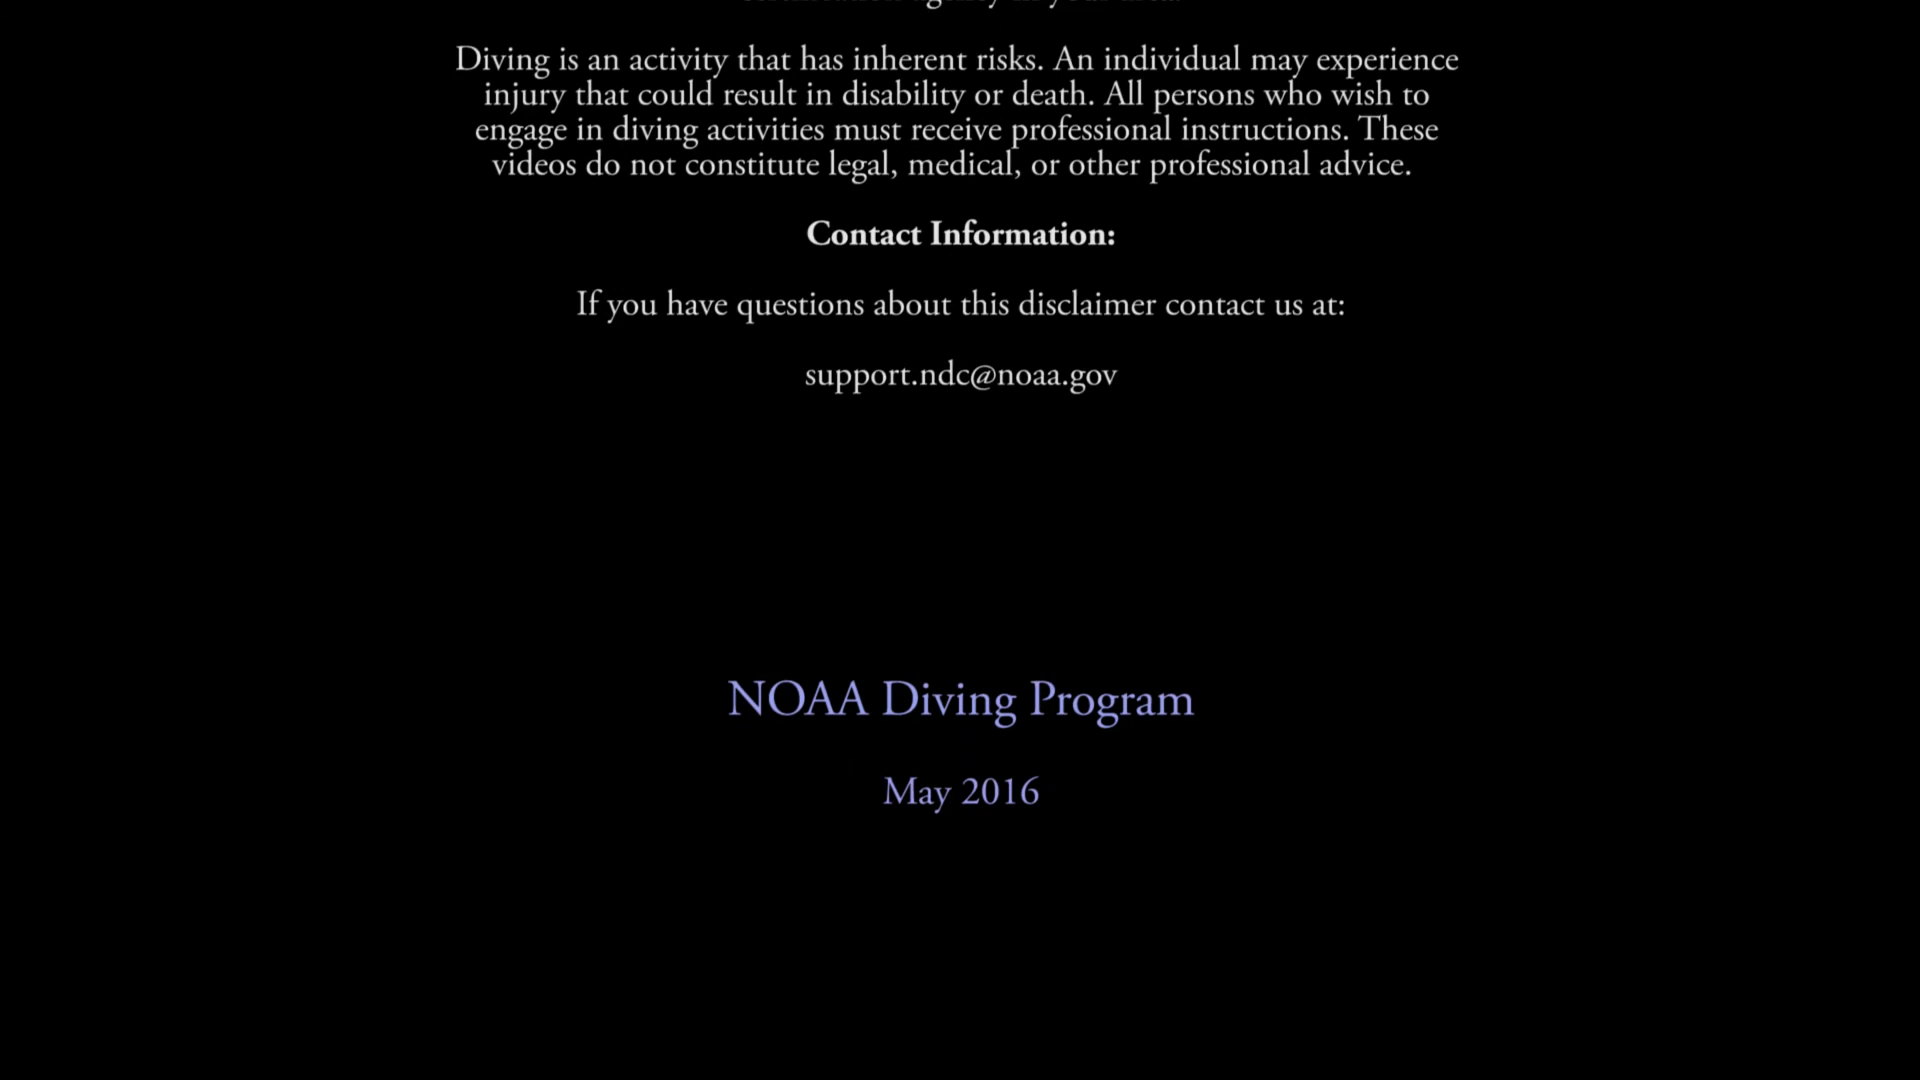 Diving is an activity that has inherent risks. An individual may experience
injury that could result in disability or death. All persons who wish to
engage in diving activities must receive professional instructions. These
videos do not constitute legal, medical, or other professional advice.
Contact Information:
If you have questions about this disclaimer contact us at:
support.ndc@noaa.gov
NOAA Diving Program
May 2016